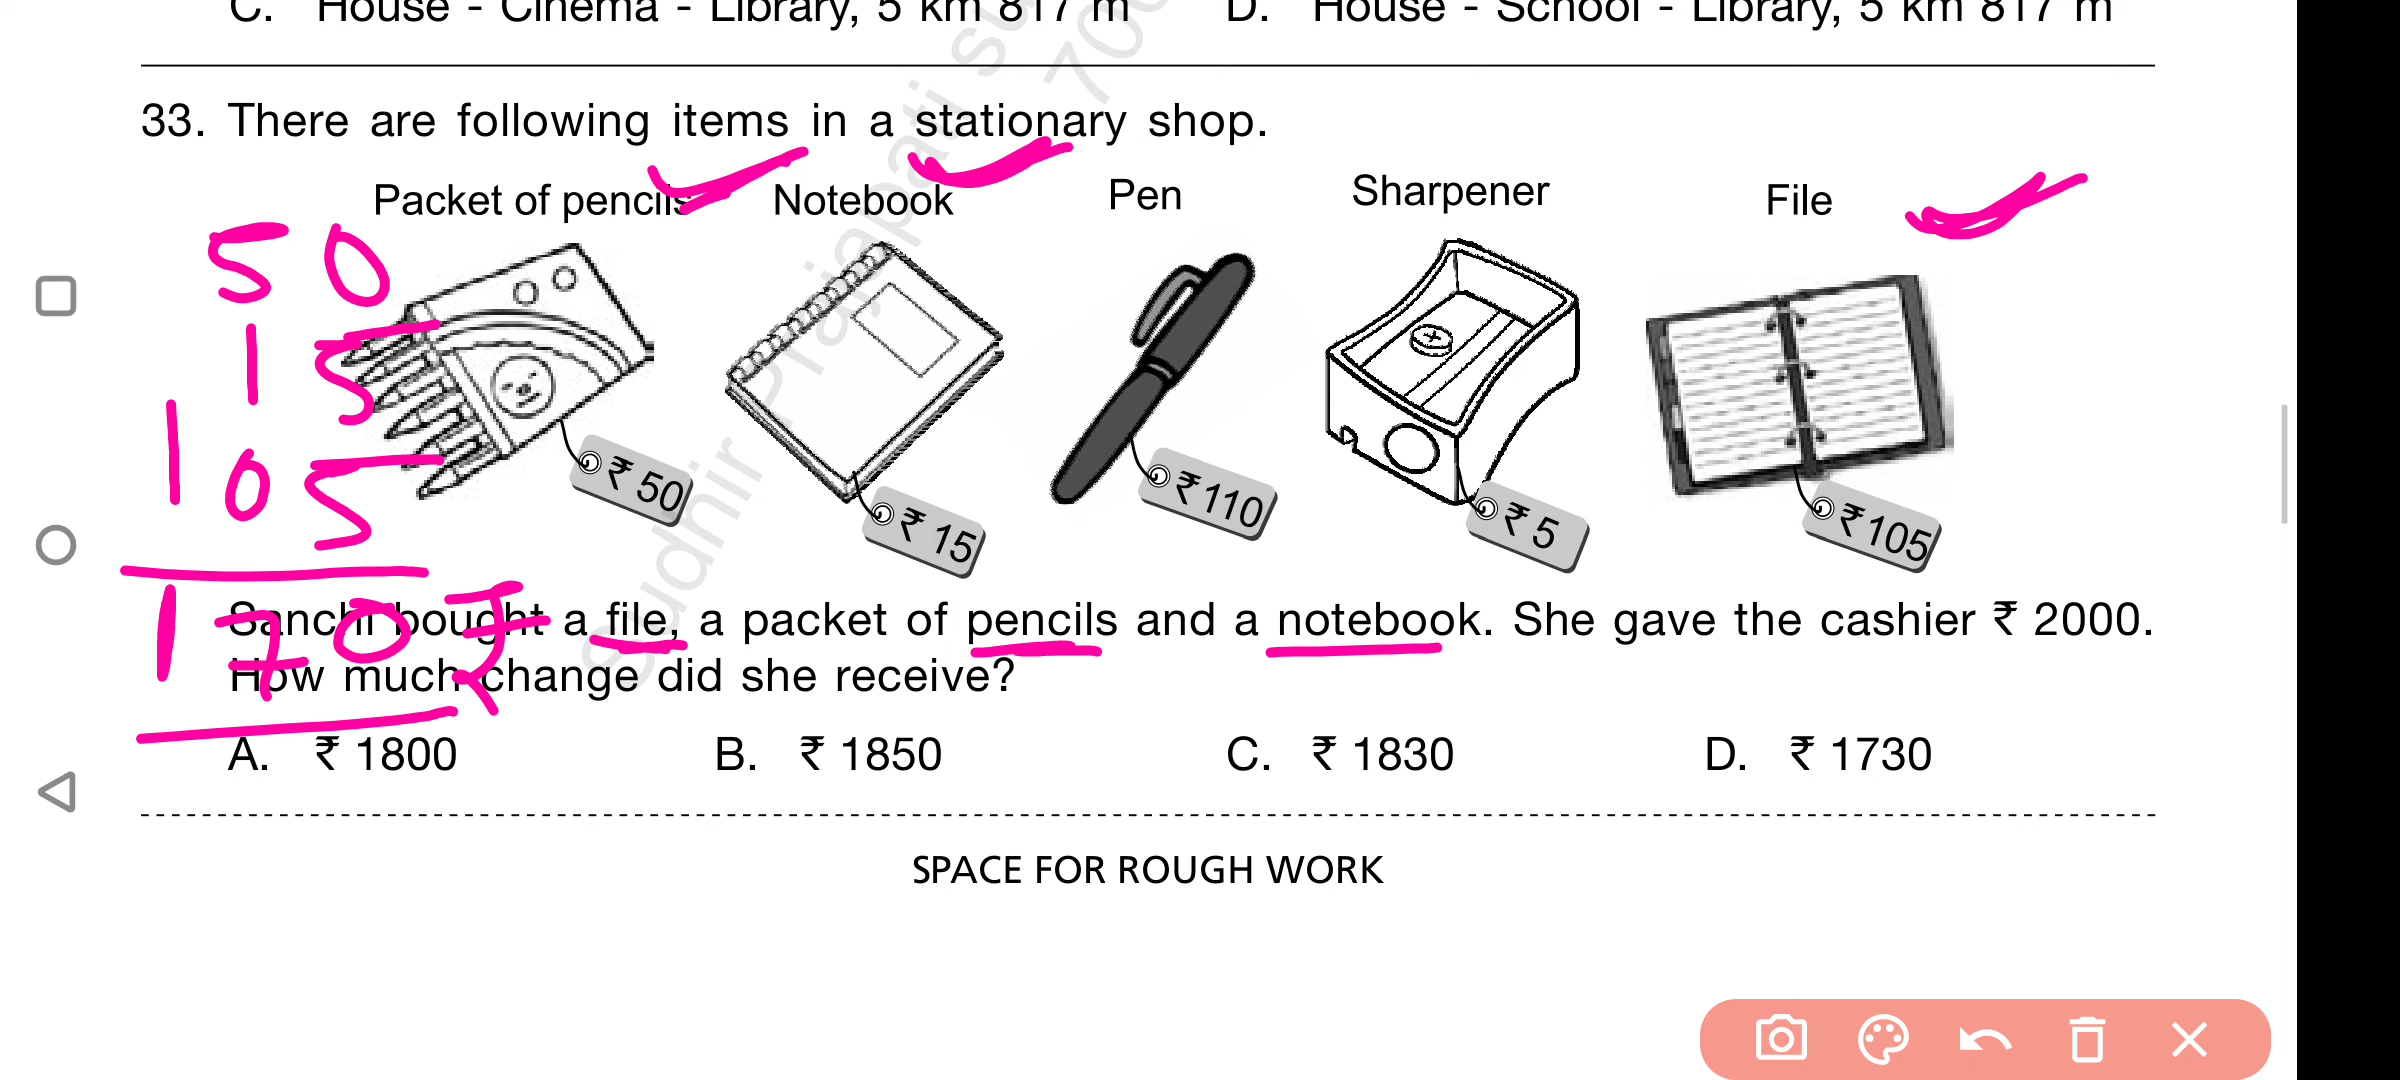 C. House - Cinema - Library, 5 km 817 m D. House - School - Library, 5 km 817 m
33. There are following items in a stationary shop.
Packet of pencils Notebook Pen Sharpener File
50
15
105
170 ₹
₹ 50 ₹ 15 ₹110 ₹ 5 ₹105
Sanchi bought a file, a packet of pencils and a notebook. She gave the cashier ₹ 2000.
How much change did she receive?
A. ₹ 1800 B. ₹ 1850 C. ₹ 1830 D. ₹ 1730
SPACE FOR ROUGH WORK
Sudhir Prajapati